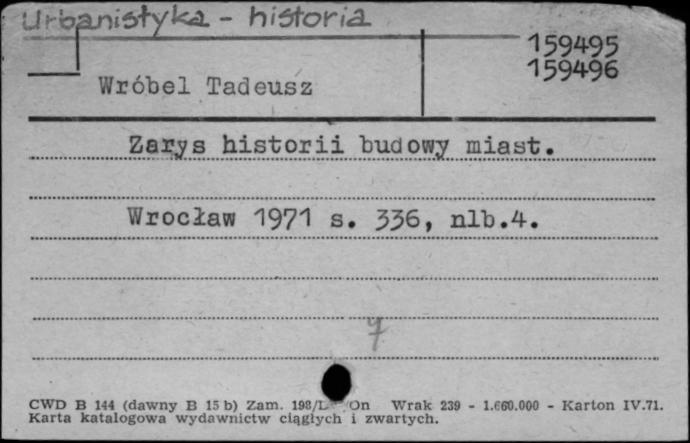 Urbanistyka - historia
159495
159496
Wróbel Tadeusz
Zarys historii budowy miast.
Wrocław 1971 s. 336, nlb.4.
7
CWD B 144 (dawny B 15 b) Zam. 198/L On Wrak 239 - 1.660.000 - Karton IV.71.
Karta katalogowa wydawnictw ciągłych i zwartych.